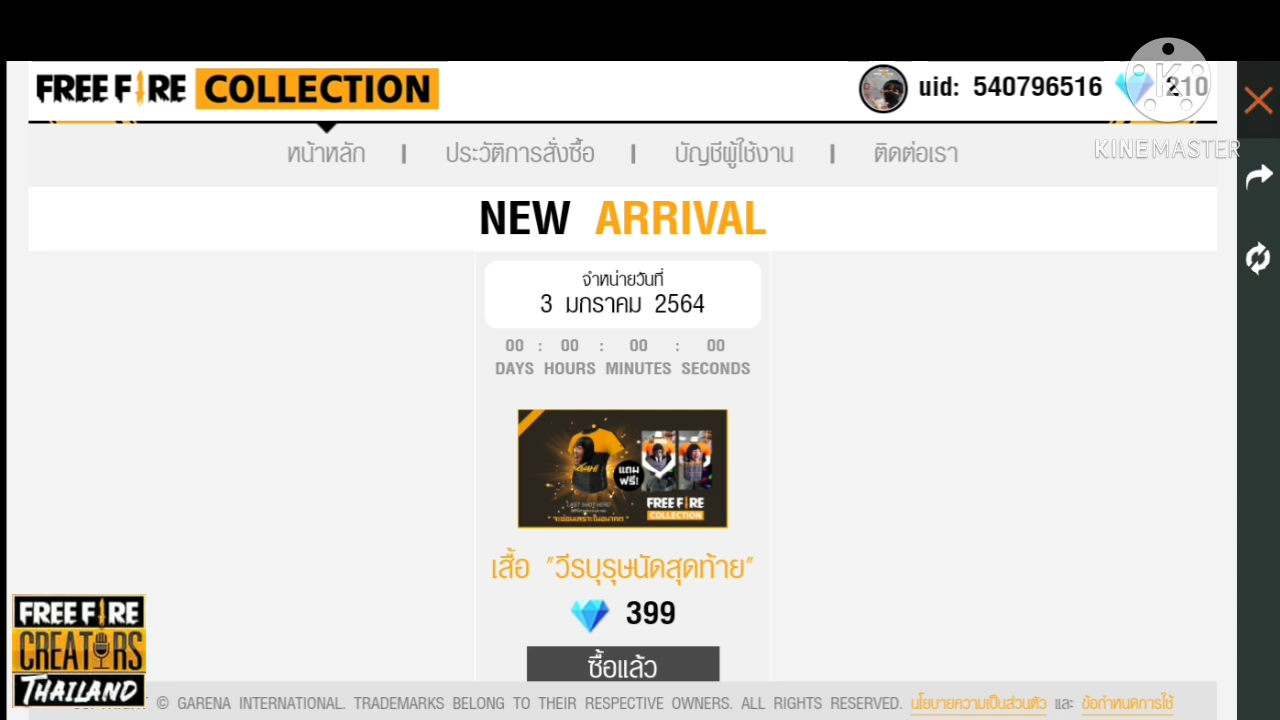 FREE FIRE COLLECTION
uid: 540796516
210
KINEMASTER
หน้าหลัก | ประวัติการสั่งซื้อ | บัญชีผู้ใช้งาน | ติดต่อเรา
NEW ARRIVAL
จำหน่ายวันที่
3 มกราคม 2564
00 : 00 : 00 : 00
DAYS HOURS MINUTES SECONDS
แถม
ฟรี!
FREE FIRE
COLLECTION
เสื้อ "วีรบุรุษนัดสุดท้าย"
399
ซื้อแล้ว
FREE FIRE
CREATORS
THAILAND
© GARENA INTERNATIONAL. TRADEMARKS BELONG TO THEIR RESPECTIVE OWNERS. ALL RIGHTS RESERVED. นโยบายความเป็นส่วนตัว และ ข้อกำหนดการใช้